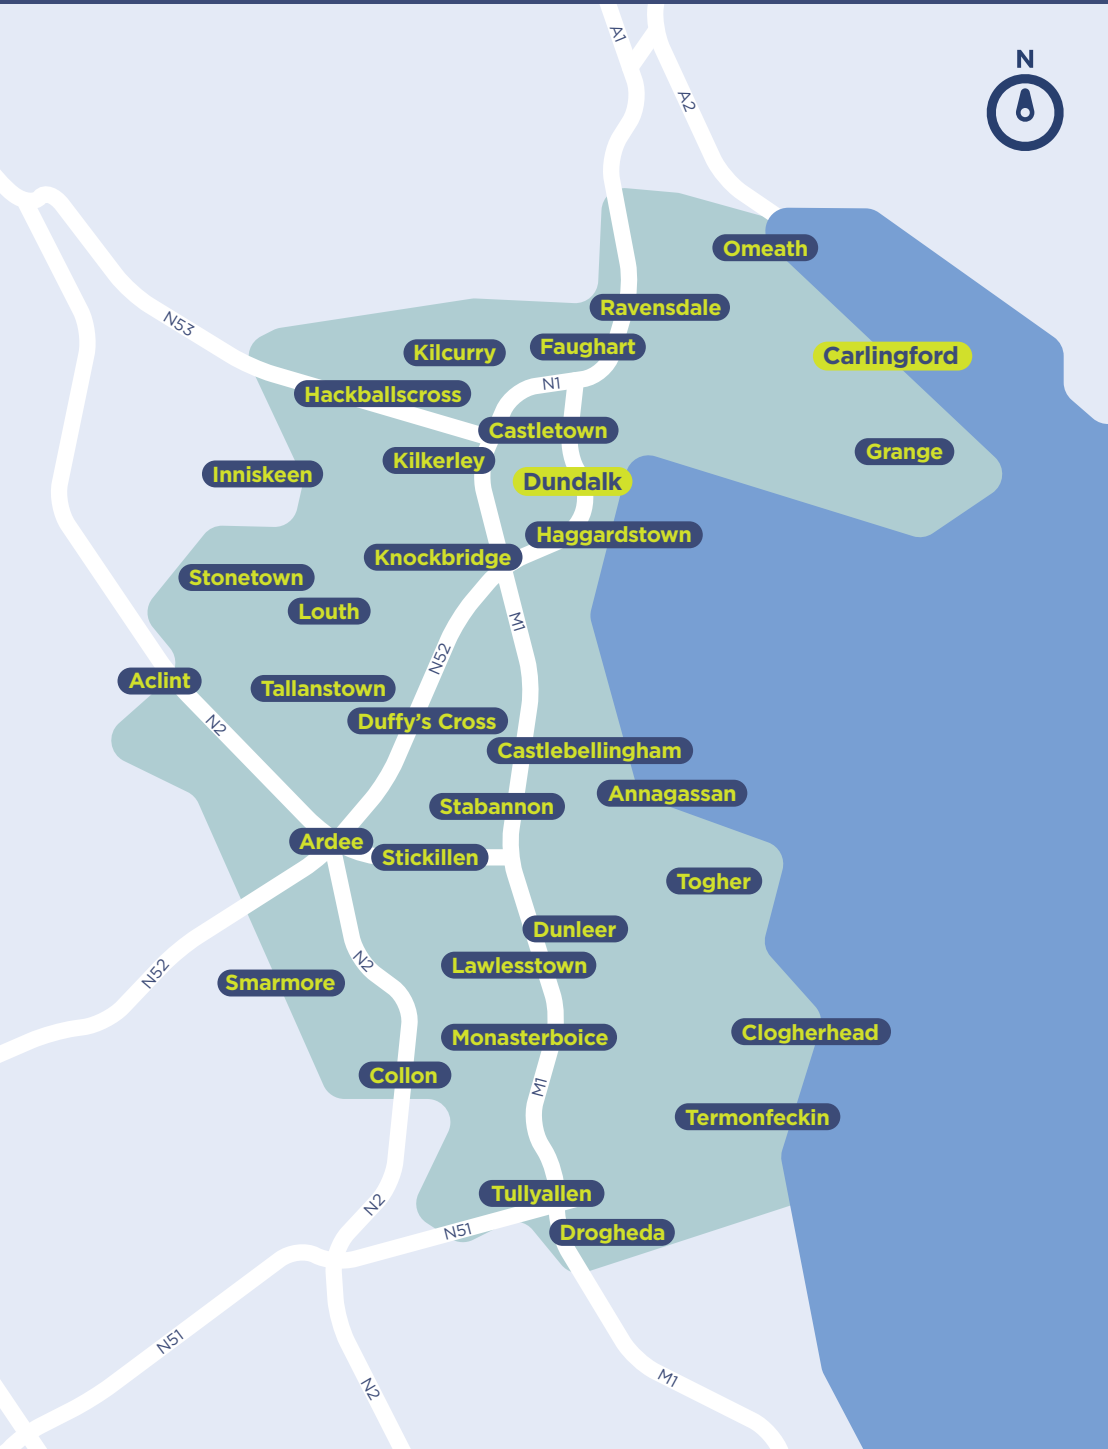 A1
N
A2
Omeath
Ravensdale
N53
Faughart
Kilcurry
Carlingford
N1
Hackballscross
Castletown
Grange
Kilkerley
Inniskeen
Dundalk
Haggardstown
Knockbridge
Stonetown
Louth
M1
N52
Aclint
Tallanstown
N2
Duffy’s Cross
Castlebellingham
Annagassan
Stabannon
Ardee
Stickillen
Togher
Dunleer
N2
Lawlesstown
N52
Smarmore
Clogherhead
Monasterboice
Collon
M1
Termonfeckin
Tullyallen
N2
N51
Drogheda
N51
M1
N2